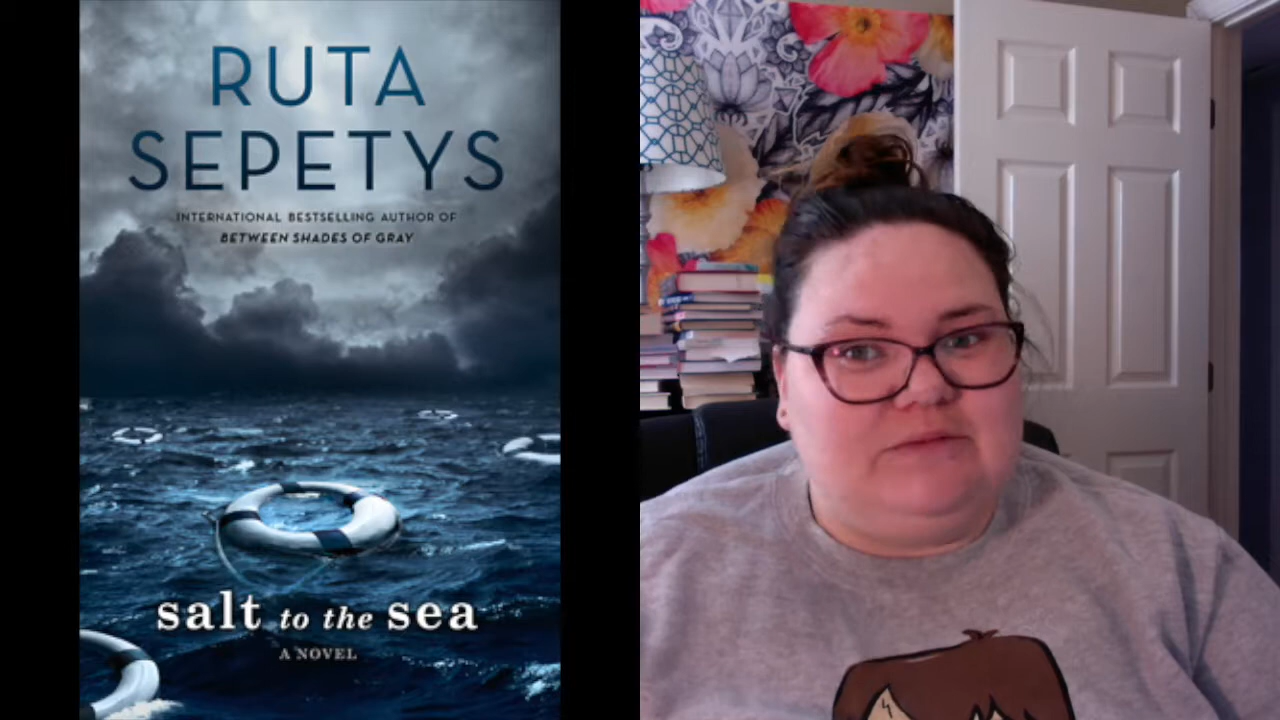 RUTA
SEPETYS
INTERNATIONAL BESTSELLING AUTHOR OF
BETWEEN SHADES OF GRAY
salt to the sea
A NOVEL